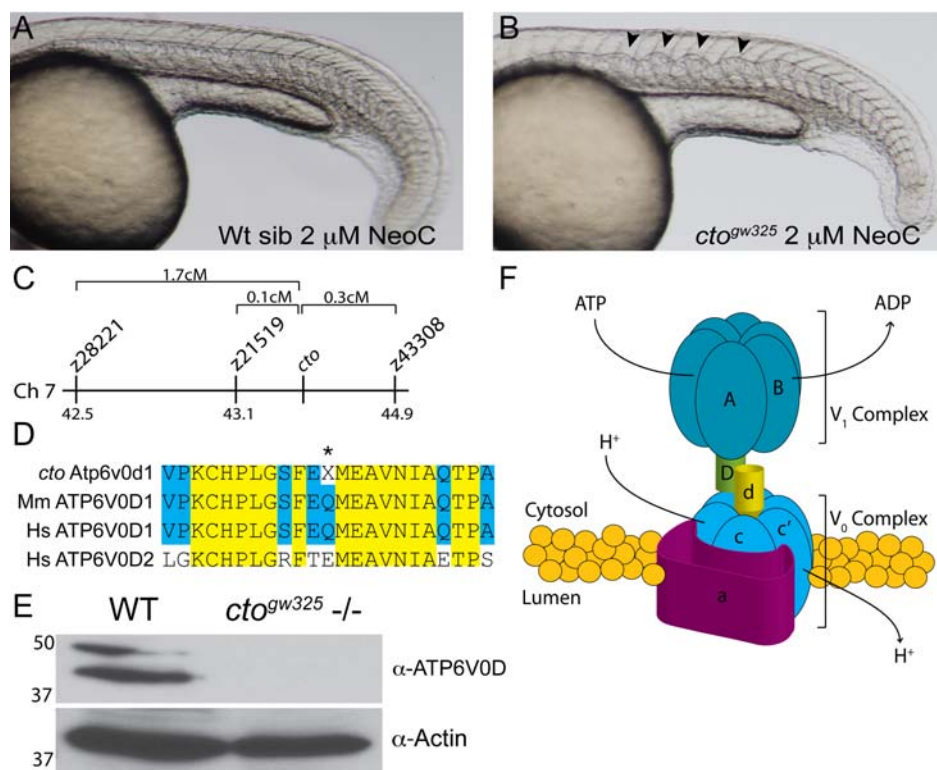 A
Wt sib 2 μM NeoC
B
cto^gw325 2 μM NeoC
C
1.7cM
0.1cM 0.3cM
z28221
z21519
cto
z43308
Ch 7
42.5 43.1 44.9
D
*
cto Atp6v0d1 VPKCHPLGSFEXMEAVNIAQTPA
Mm ATP6V0D1 VPKCHPLGSFEQMEAVNIAQTPA
Hs ATP6V0D1 VPKCHPLGSFEQMEAVNIAQTPA
Hs ATP6V0D2 LGKCHPLGRFTEMEAVNIAETPS
E
WT cto^gw325 -/-
50
37
α-ATP6V0D
37
α-Actin
F
ATP ADP
A B
V₁ Complex
H⁺
D
d
c c'
V₀ Complex
Cytosol
Lumen
a
H⁺